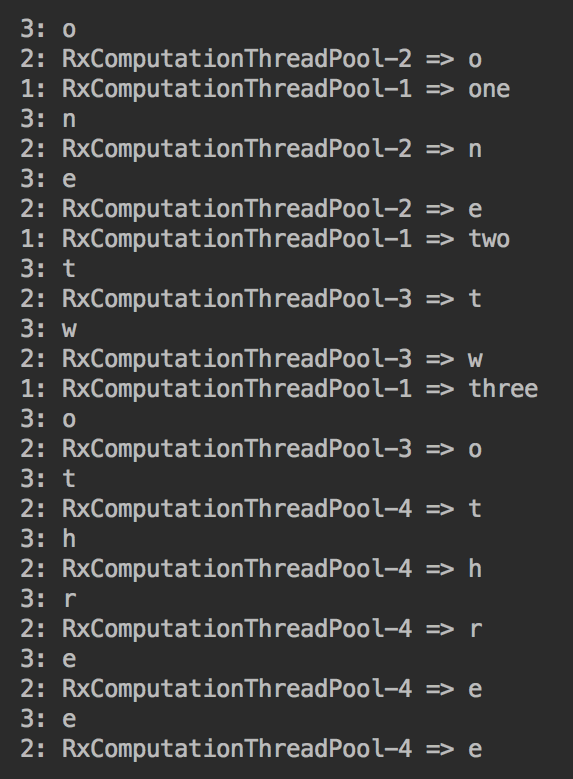 3: o
2: RxComputationThreadPool-2 => o
1: RxComputationThreadPool-1 => one
3: n
2: RxComputationThreadPool-2 => n
3: e
2: RxComputationThreadPool-2 => e
1: RxComputationThreadPool-1 => two
3: t
2: RxComputationThreadPool-3 => t
3: w
2: RxComputationThreadPool-3 => w
1: RxComputationThreadPool-1 => three
3: o
2: RxComputationThreadPool-3 => o
3: t
2: RxComputationThreadPool-4 => t
3: h
2: RxComputationThreadPool-4 => h
3: r
2: RxComputationThreadPool-4 => r
3: e
2: RxComputationThreadPool-4 => e
3: e
2: RxComputationThreadPool-4 => e